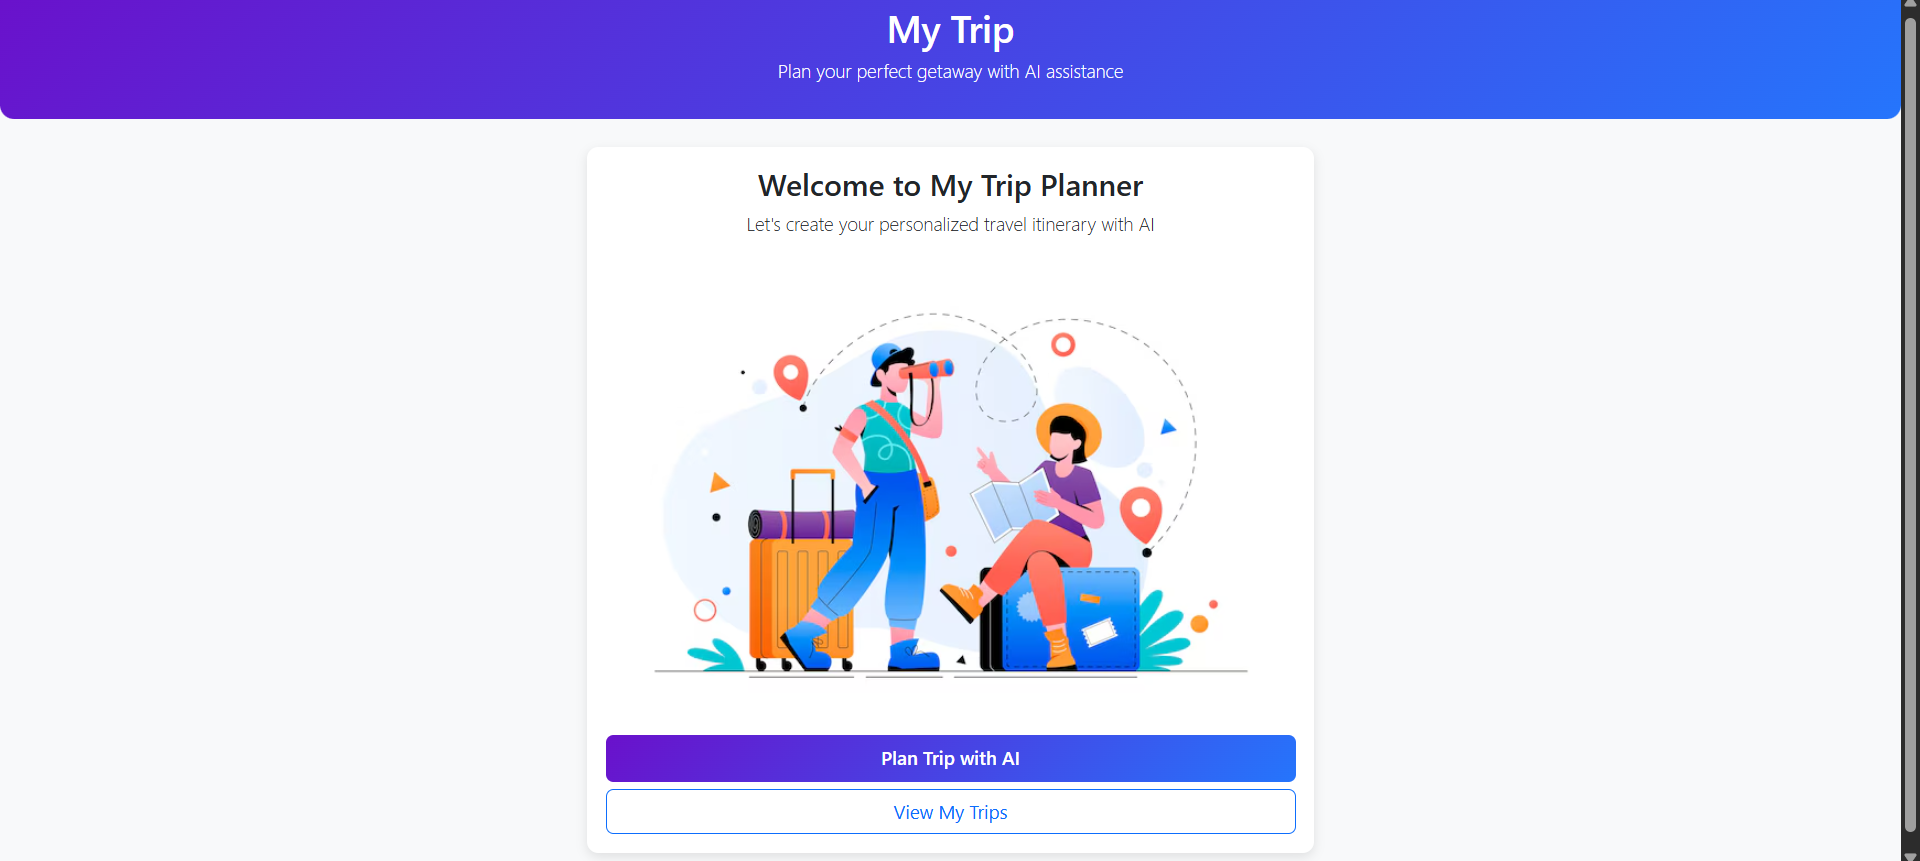 My Trip
Plan your perfect getaway with AI assistance
Welcome to My Trip Planner
Let's create your personalized travel itinerary with AI
Plan Trip with AI
View My Trips